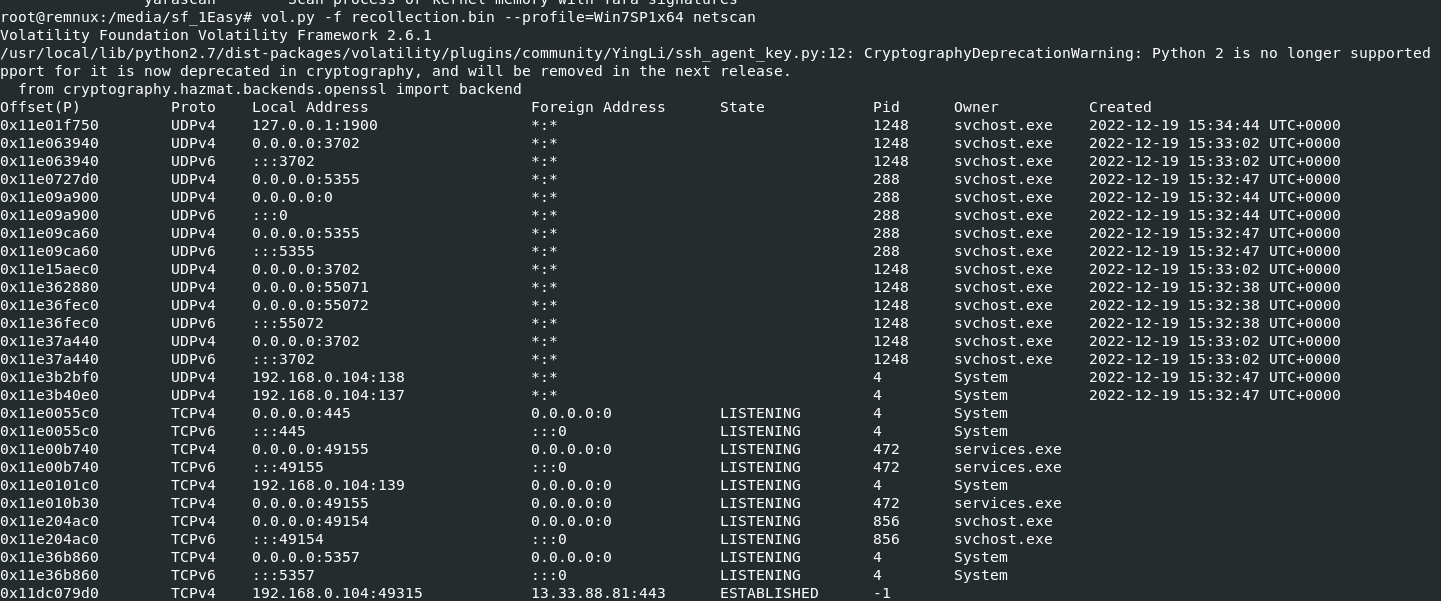 yarascan Scan process or kernel memory with Yara signatures
root@remnux:/media/sf_1Easy# vol.py -f recollection.bin --profile=Win7SP1x64 netscan
Volatility Foundation Volatility Framework 2.6.1
/usr/local/lib/python2.7/dist-packages/volatility/plugins/community/YingLi/ssh_agent_key.py:12: CryptographyDeprecationWarning: Python 2 is no longer supported
pport for it is now deprecated in cryptography, and will be removed in the next release.
from cryptography.hazmat.backends.openssl import backend
Offset(P) Proto Local Address Foreign Address State Pid Owner Created
0x11e01f750 UDPv4 127.0.0.1:1900 *:* 1248 svchost.exe 2022-12-19 15:34:44 UTC+0000
0x11e063940 UDPv4 0.0.0.0:3702 *:* 1248 svchost.exe 2022-12-19 15:33:02 UTC+0000
0x11e063940 UDPv6 :::3702 *:* 1248 svchost.exe 2022-12-19 15:33:02 UTC+0000
0x11e0727d0 UDPv4 0.0.0.0:5355 *:* 288 svchost.exe 2022-12-19 15:32:47 UTC+0000
0x11e09a900 UDPv4 0.0.0.0:0 *:* 288 svchost.exe 2022-12-19 15:32:44 UTC+0000
0x11e09a900 UDPv6 :::0 *:* 288 svchost.exe 2022-12-19 15:32:44 UTC+0000
0x11e09ca60 UDPv4 0.0.0.0:5355 *:* 288 svchost.exe 2022-12-19 15:32:47 UTC+0000
0x11e09ca60 UDPv6 :::5355 *:* 288 svchost.exe 2022-12-19 15:32:47 UTC+0000
0x11e15aec0 UDPv4 0.0.0.0:3702 *:* 1248 svchost.exe 2022-12-19 15:33:02 UTC+0000
0x11e362880 UDPv4 0.0.0.0:55071 *:* 1248 svchost.exe 2022-12-19 15:32:38 UTC+0000
0x11e36fec0 UDPv4 0.0.0.0:55072 *:* 1248 svchost.exe 2022-12-19 15:32:38 UTC+0000
0x11e36fec0 UDPv6 :::55072 *:* 1248 svchost.exe 2022-12-19 15:32:38 UTC+0000
0x11e37a440 UDPv4 0.0.0.0:3702 *:* 1248 svchost.exe 2022-12-19 15:33:02 UTC+0000
0x11e37a440 UDPv6 :::3702 *:* 1248 svchost.exe 2022-12-19 15:33:02 UTC+0000
0x11e3b2bf0 UDPv4 192.168.0.104:138 *:* 4 System 2022-12-19 15:32:47 UTC+0000
0x11e3b40e0 UDPv4 192.168.0.104:137 *:* 4 System 2022-12-19 15:32:47 UTC+0000
0x11e0055c0 TCPv4 0.0.0.0:445 0.0.0.0:0 LISTENING 4 System
0x11e0055c0 TCPv6 :::445 :::0 LISTENING 4 System
0x11e00b740 TCPv4 0.0.0.0:49155 0.0.0.0:0 LISTENING 472 services.exe
0x11e00b740 TCPv6 :::49155 :::0 LISTENING 472 services.exe
0x11e0101c0 TCPv4 192.168.0.104:139 0.0.0.0:0 LISTENING 4 System
0x11e010b30 TCPv4 0.0.0.0:49155 0.0.0.0:0 LISTENING 472 services.exe
0x11e204ac0 TCPv4 0.0.0.0:49154 0.0.0.0:0 LISTENING 856 svchost.exe
0x11e204ac0 TCPv6 :::49154 :::0 LISTENING 856 svchost.exe
0x11e36b860 TCPv4 0.0.0.0:5357 0.0.0.0:0 LISTENING 4 System
0x11e36b860 TCPv6 :::5357 :::0 LISTENING 4 System
0x11dc079d0 TCPv4 192.168.0.104:49315 13.33.88.81:443 ESTABLISHED -1